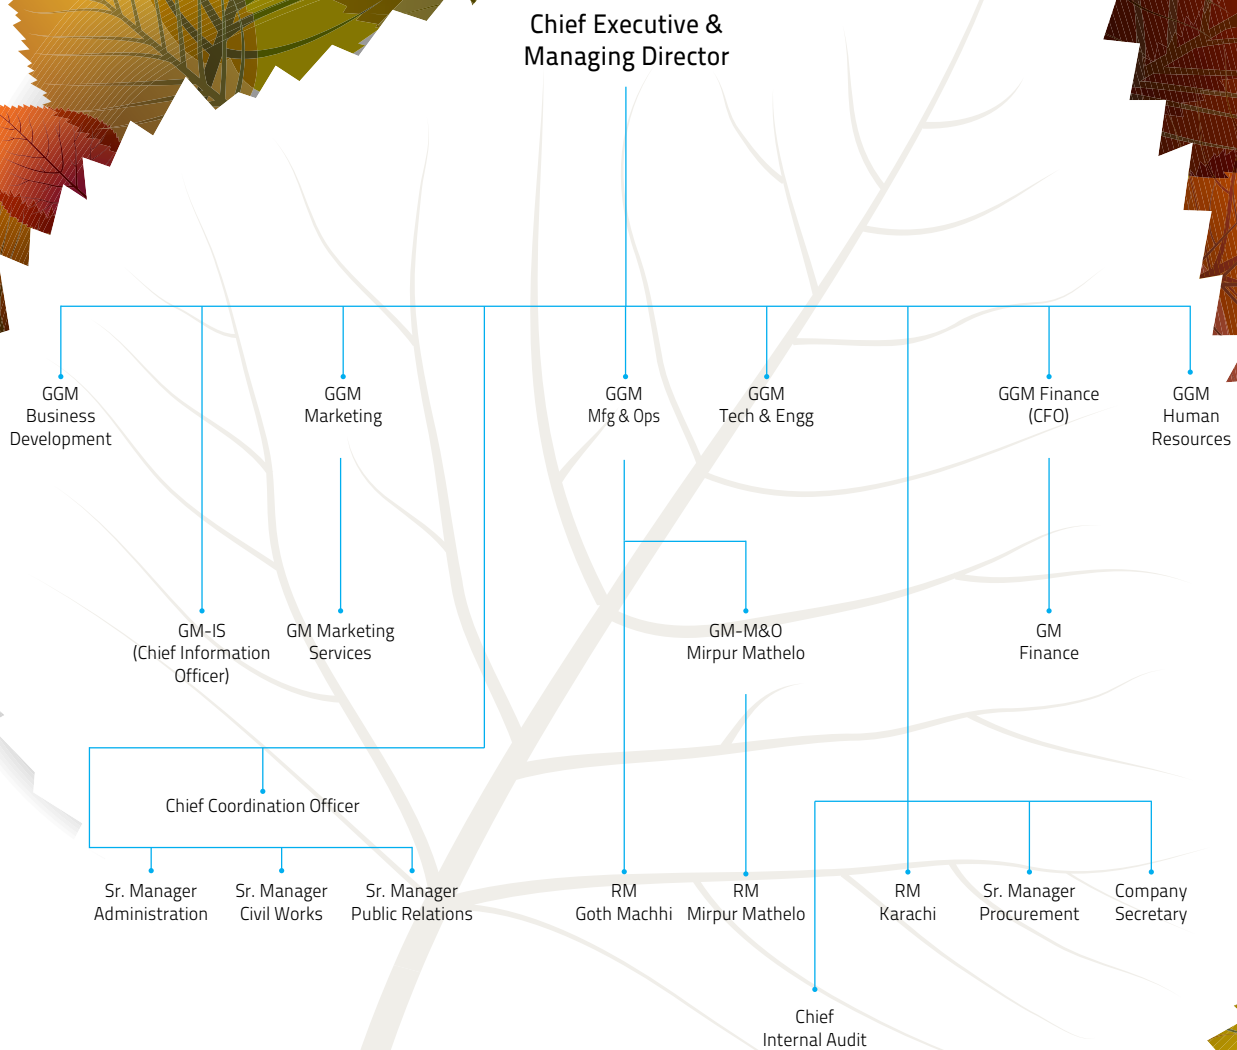 Chief Executive &
Managing Director
GGM
Business
Development
GGM
Marketing
GGM
Mfg & Ops
GGM
Tech & Engg
GGM Finance
(CFO)
GGM
Human
Resources
GM-IS
(Chief Information
Officer)
GM Marketing
Services
GM-M&O
Mirpur Mathelo
GM
Finance
Chief Coordination Officer
Sr. Manager
Administration
Sr. Manager
Civil Works
Sr. Manager
Public Relations
RM
Goth Machhi
RM
Mirpur Mathelo
RM
Karachi
Sr. Manager
Procurement
Company
Secretary
Chief
Internal Audit